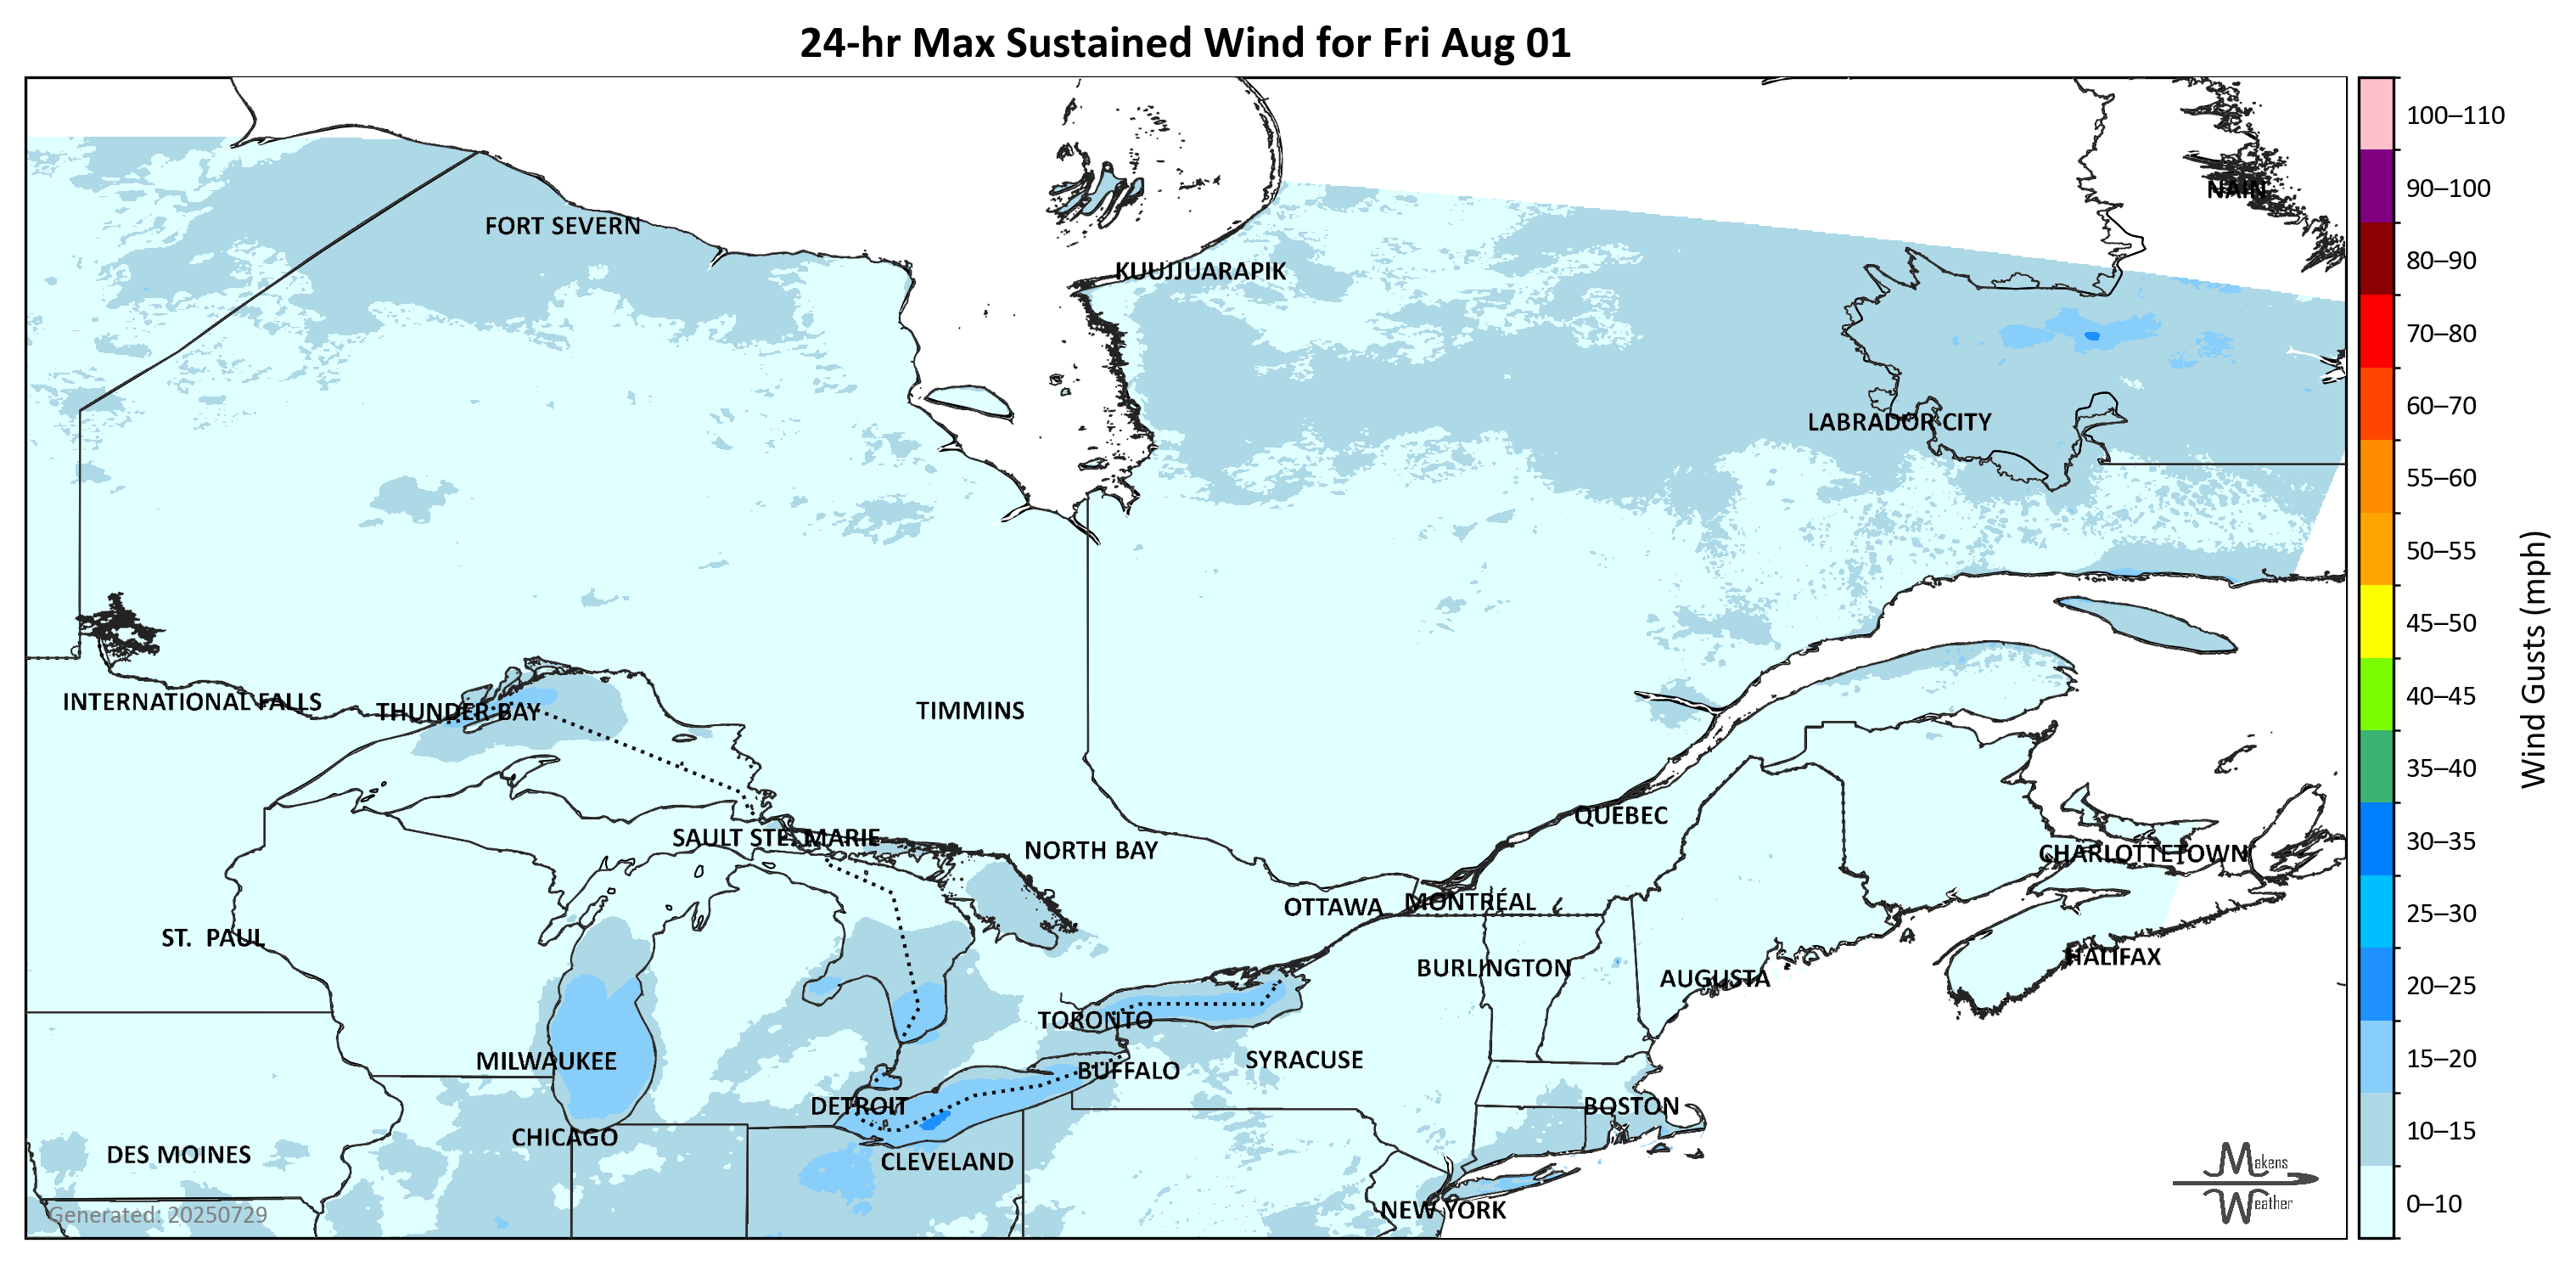 24-hr Max Sustained Wind for Fri Aug 01
100–110
90–100
80–90
70–80
60–70
55–60
50–55
45–50
40–45
35–40
30–35
25–30
20–25
15–20
10–15
0–10
Wind Gusts (mph)
NAIN
FORT SEVERN
KUUJJUARAPIK
LABRADOR CITY
INTERNATIONAL FALLS
THUNDER BAY
TIMMINS
QUÉBEC
SAULT STE. MARIE
NORTH BAY
CHARLOTTETOWN
OTTAWA
MONTRÉAL
ST. PAUL
HALIFAX
BURLINGTON
AUGUSTA
TORONTO
MILWAUKEE
SYRACUSE
BUFFALO
DETROIT
BOSTON
CHICAGO
DES MOINES
CLEVELAND
NEW YORK
Generated: 20250729
Makens
Weather